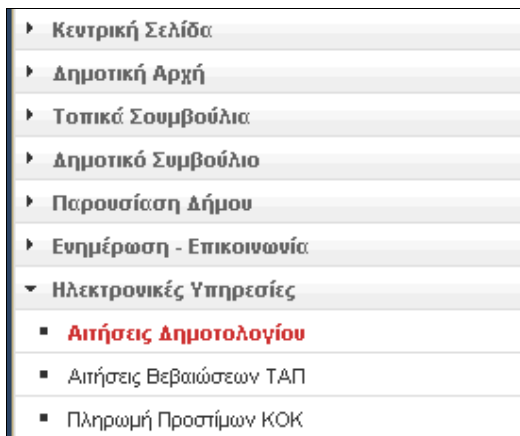 Κεντρική Σελίδα
Δημοτική Αρχή
Τοπικά Σουμβούλια
Δημοτικό Συμβούλιο
Παρουσίαση Δήμου
Ενημέρωση - Επικοινωνία
Ηλεκτρονικές Υπηρεσίες
Αιτήσεις Δημοτολογίου
Αιτήσεις Βεβαιώσεων ΤΑΠ
Πληρωμή Προστίμων ΚΟΚ